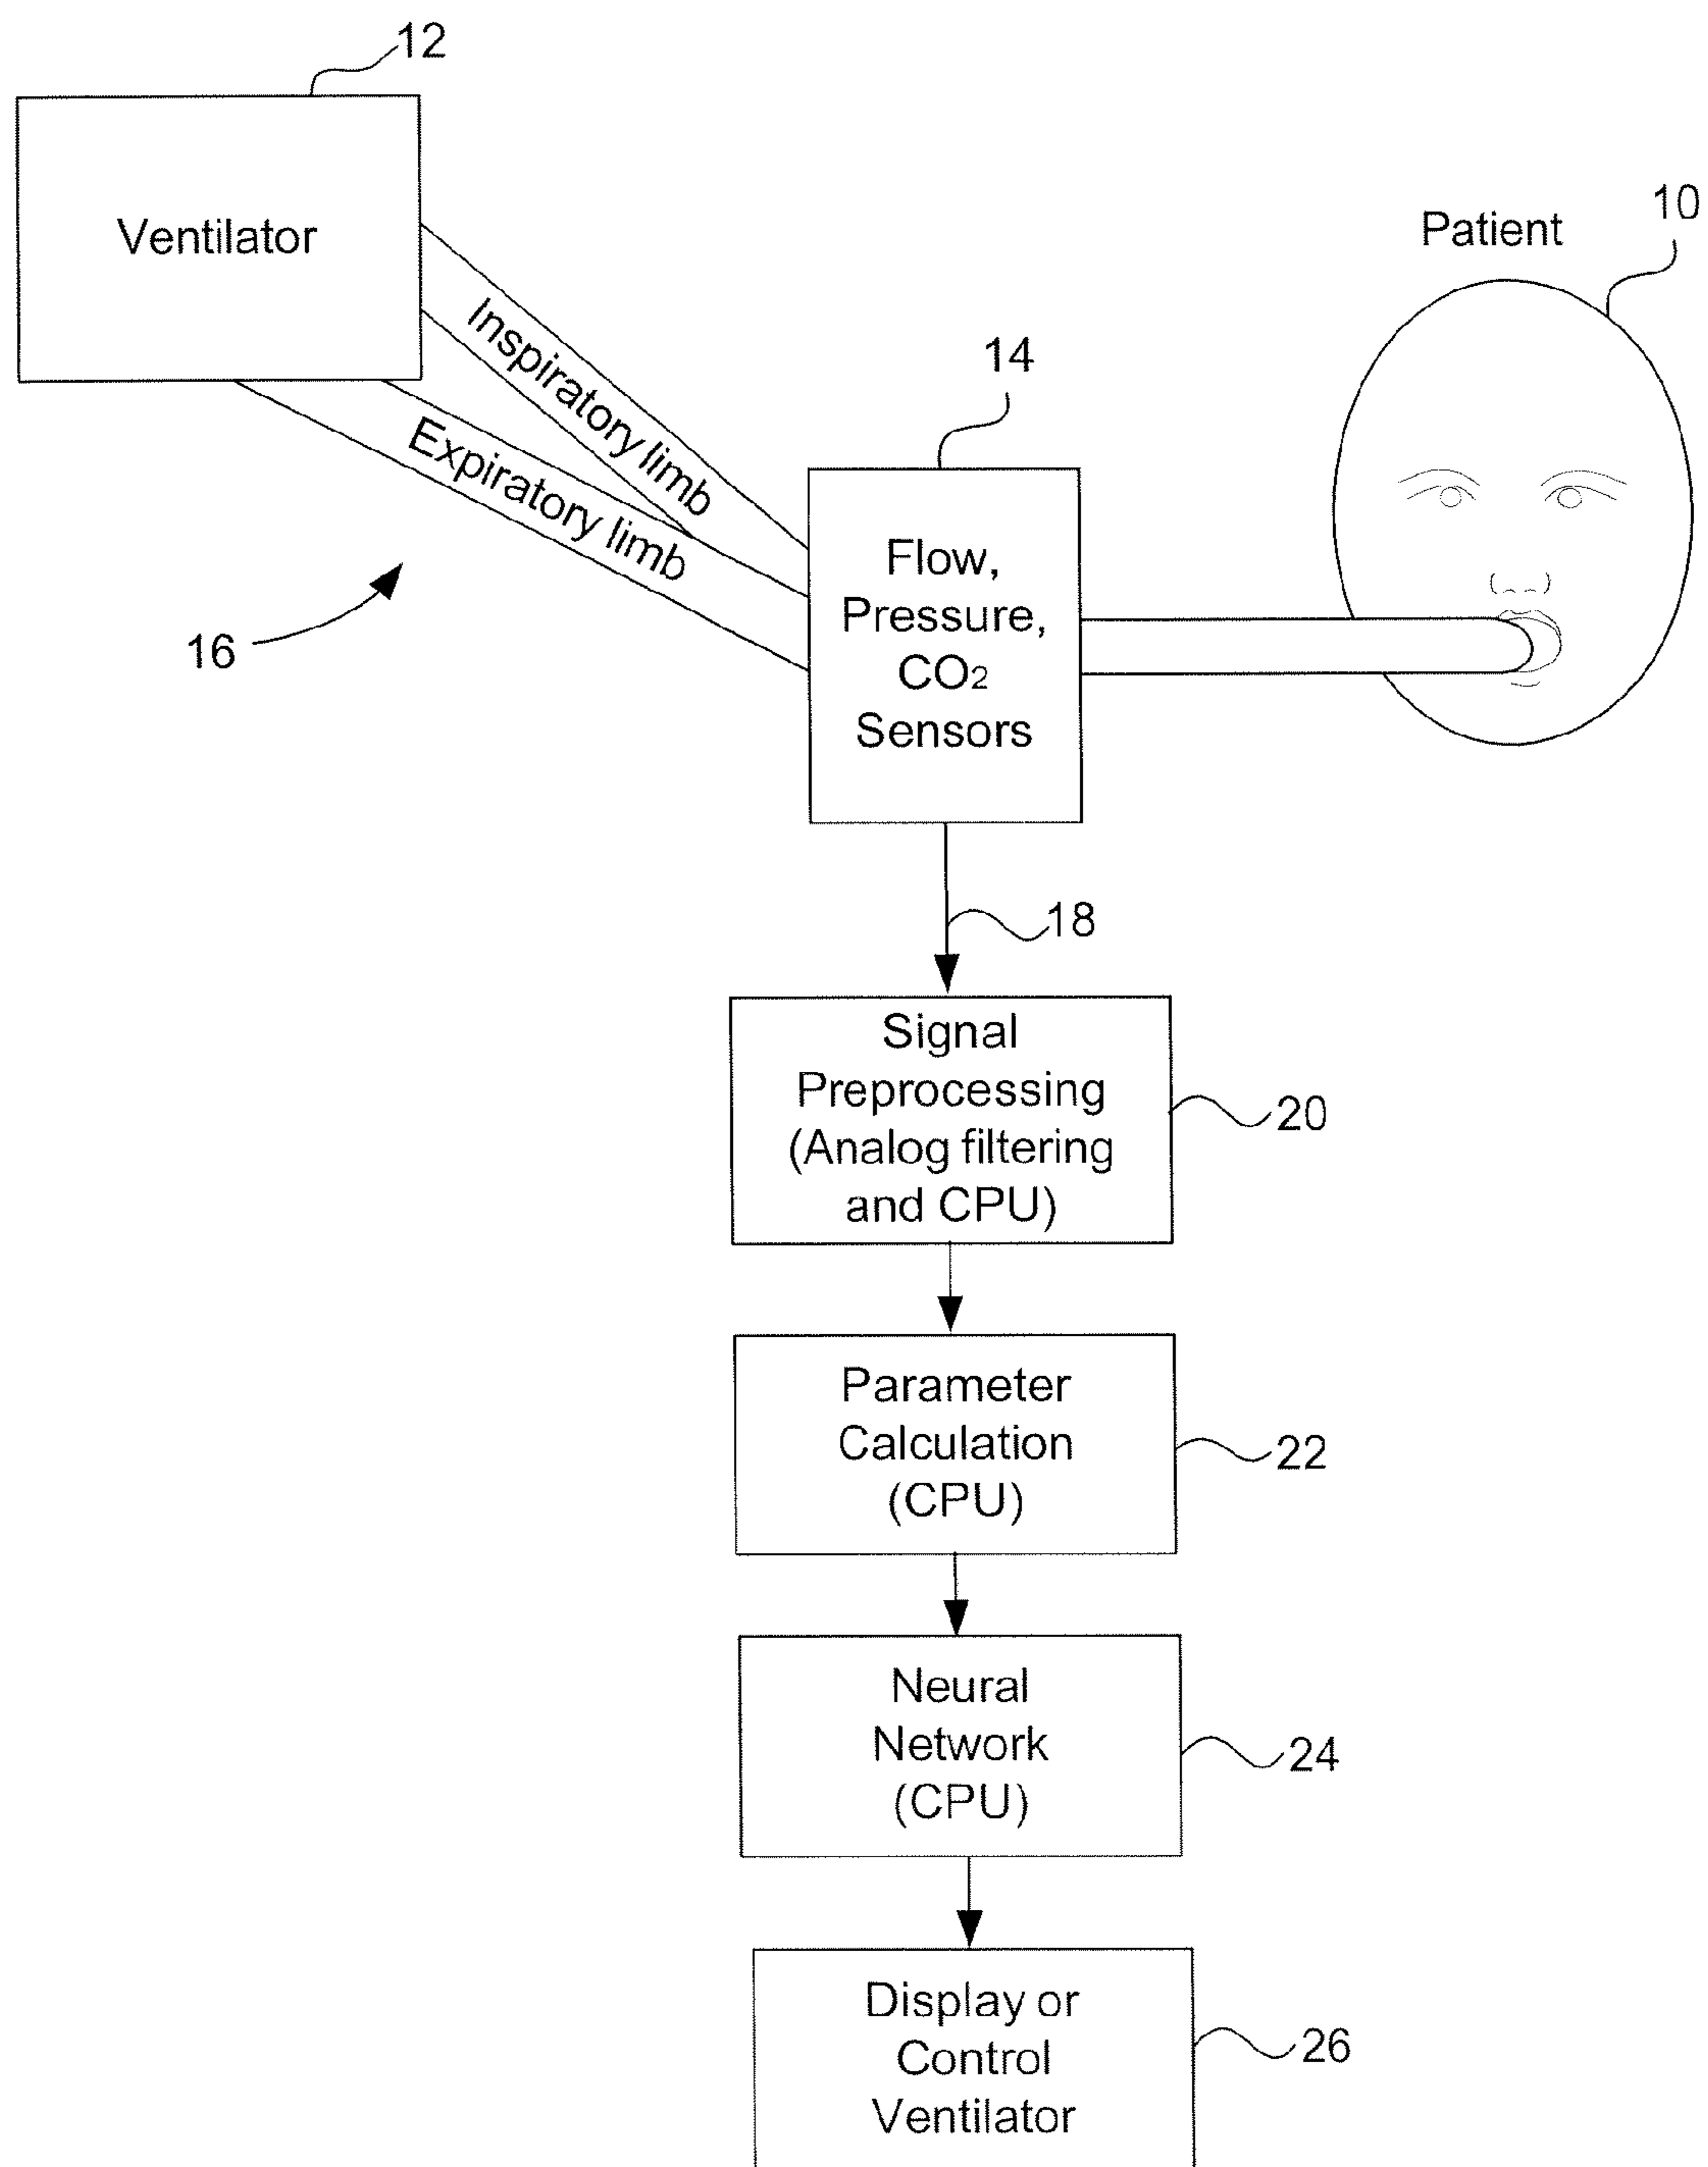 12
Ventilator
10
Patient
Inspiratory limb
Expiratory limb
14
16
Flow,
Pressure,
CO₂
Sensors
18
Signal
Preprocessing
(Analog filtering
and CPU)
20
Parameter
Calculation
(CPU)
22
Neural
Network
(CPU)
24
Display or
Control
Ventilator
26